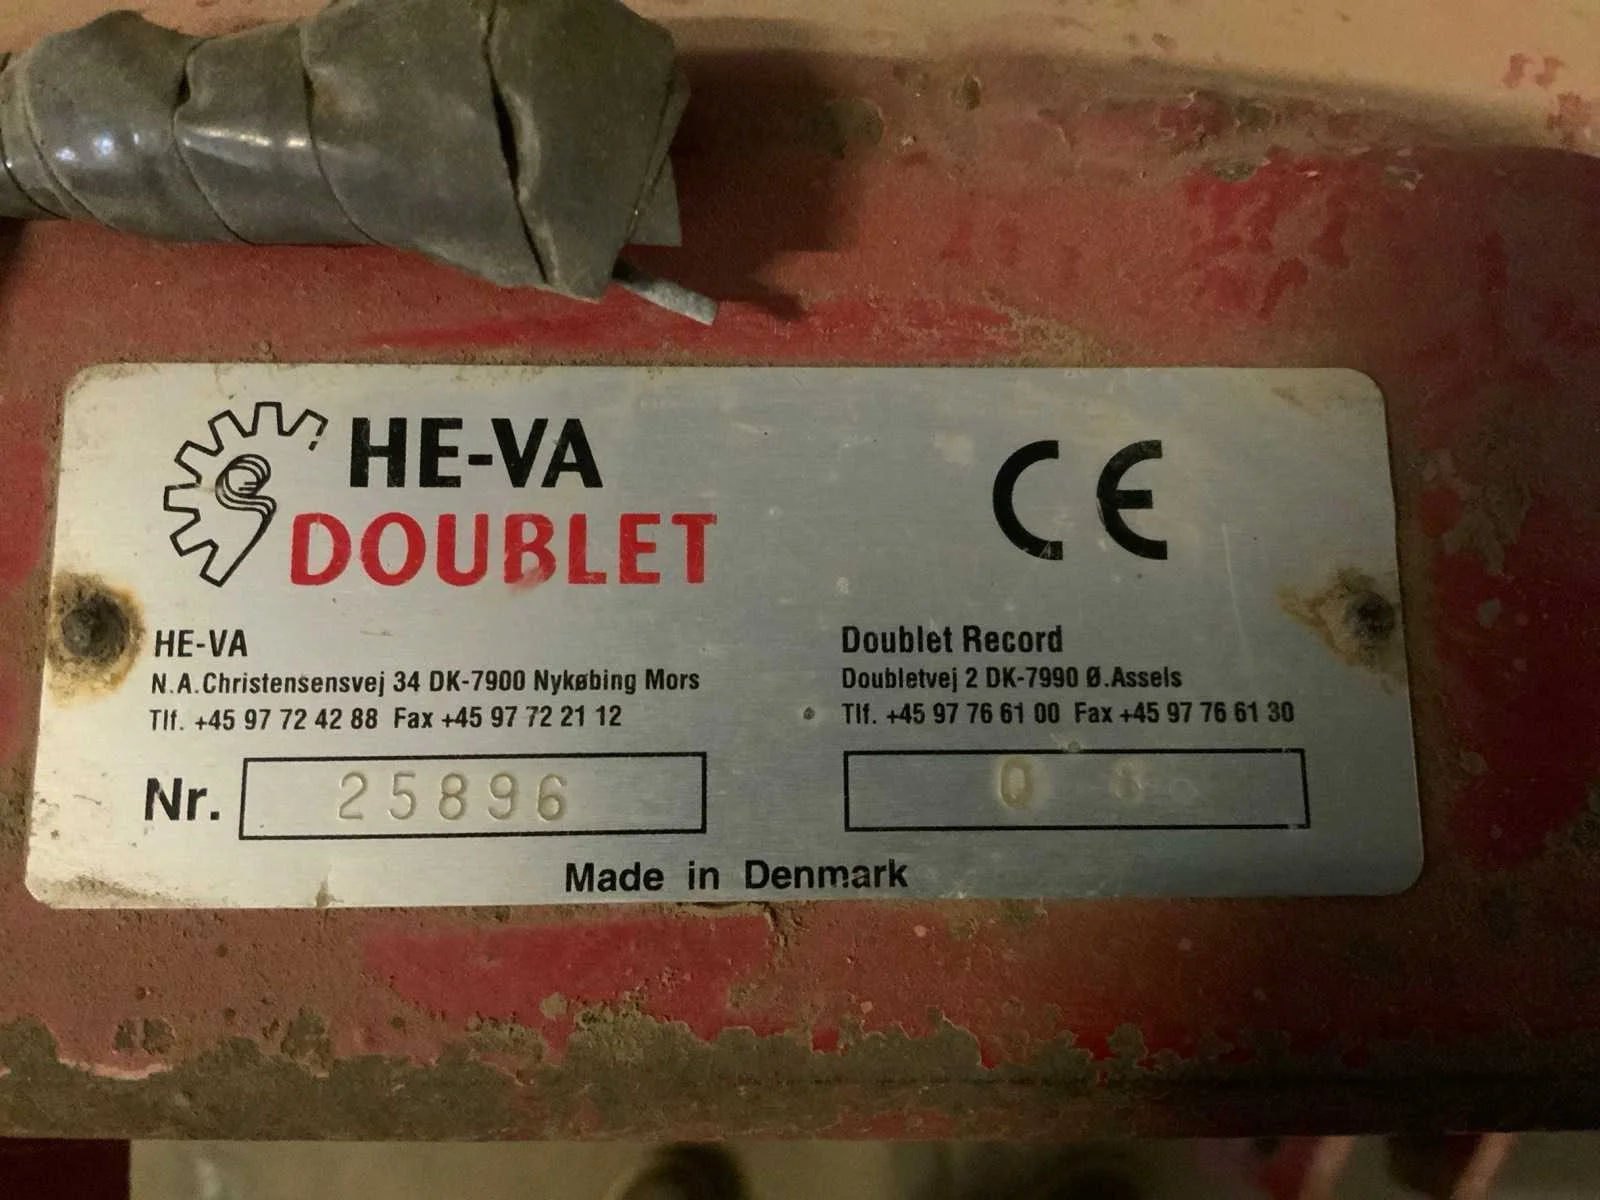 HE-VA
DOUBLET
CE
HE-VA
N.A.Christensensvej 34 DK-7900 Nykøbing Mors
Tlf. +45 97 72 42 88 Fax +45 97 72 21 12
Doublet Record
Doubletvej 2 DK-7990 Ø.Assels
Tlf. +45 97 76 61 00 Fax +45 97 76 61 30
Nr. 25896
Made in Denmark